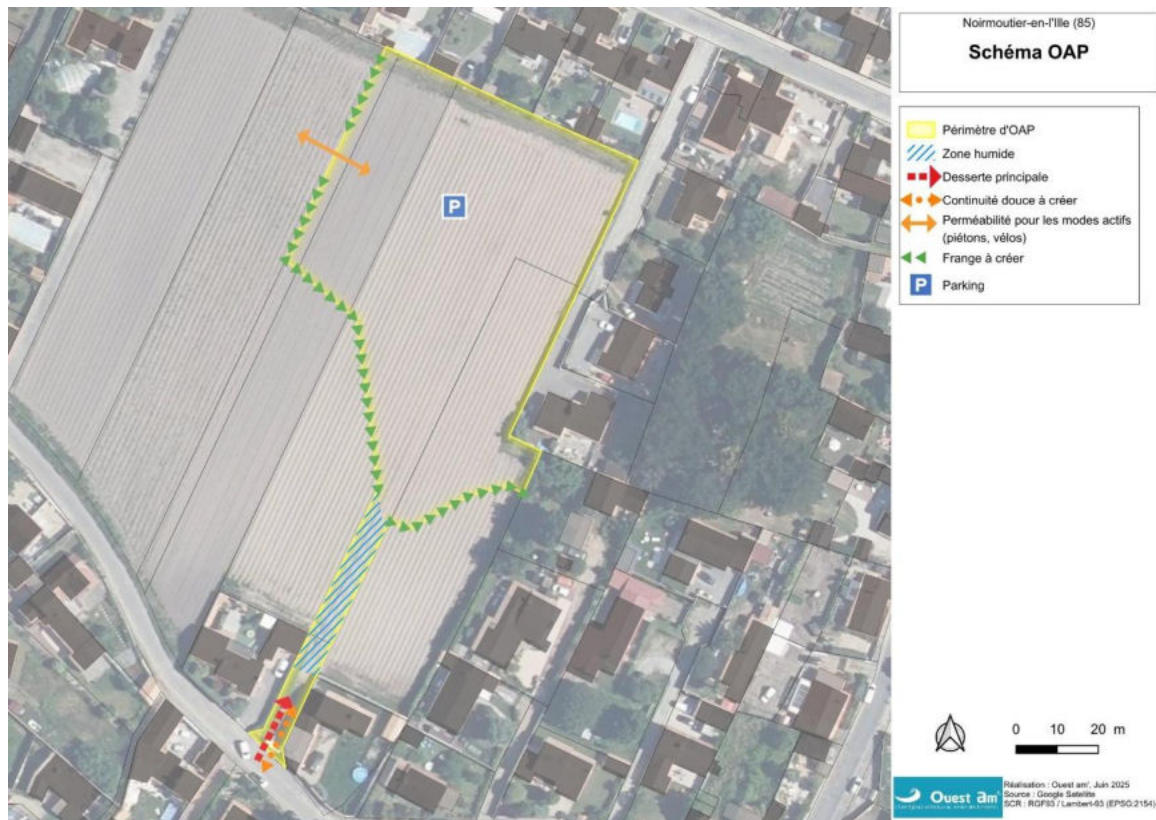 Noirmoutier-en-l'Ille (85)
Schéma OAP
Périmètre d'OAP
Zone humide
Desserte principale
Continuité douce à créer
Perméabilité pour les modes actifs
(piétons, vélos)
Frange à créer
P Parking
P
0 10 20 m
Ouest am'
Réalisation : Ouest am', Juin 2025
Source : Google Satellite
SCR : RGF93 / Lambert-93 (EPSG:2154)